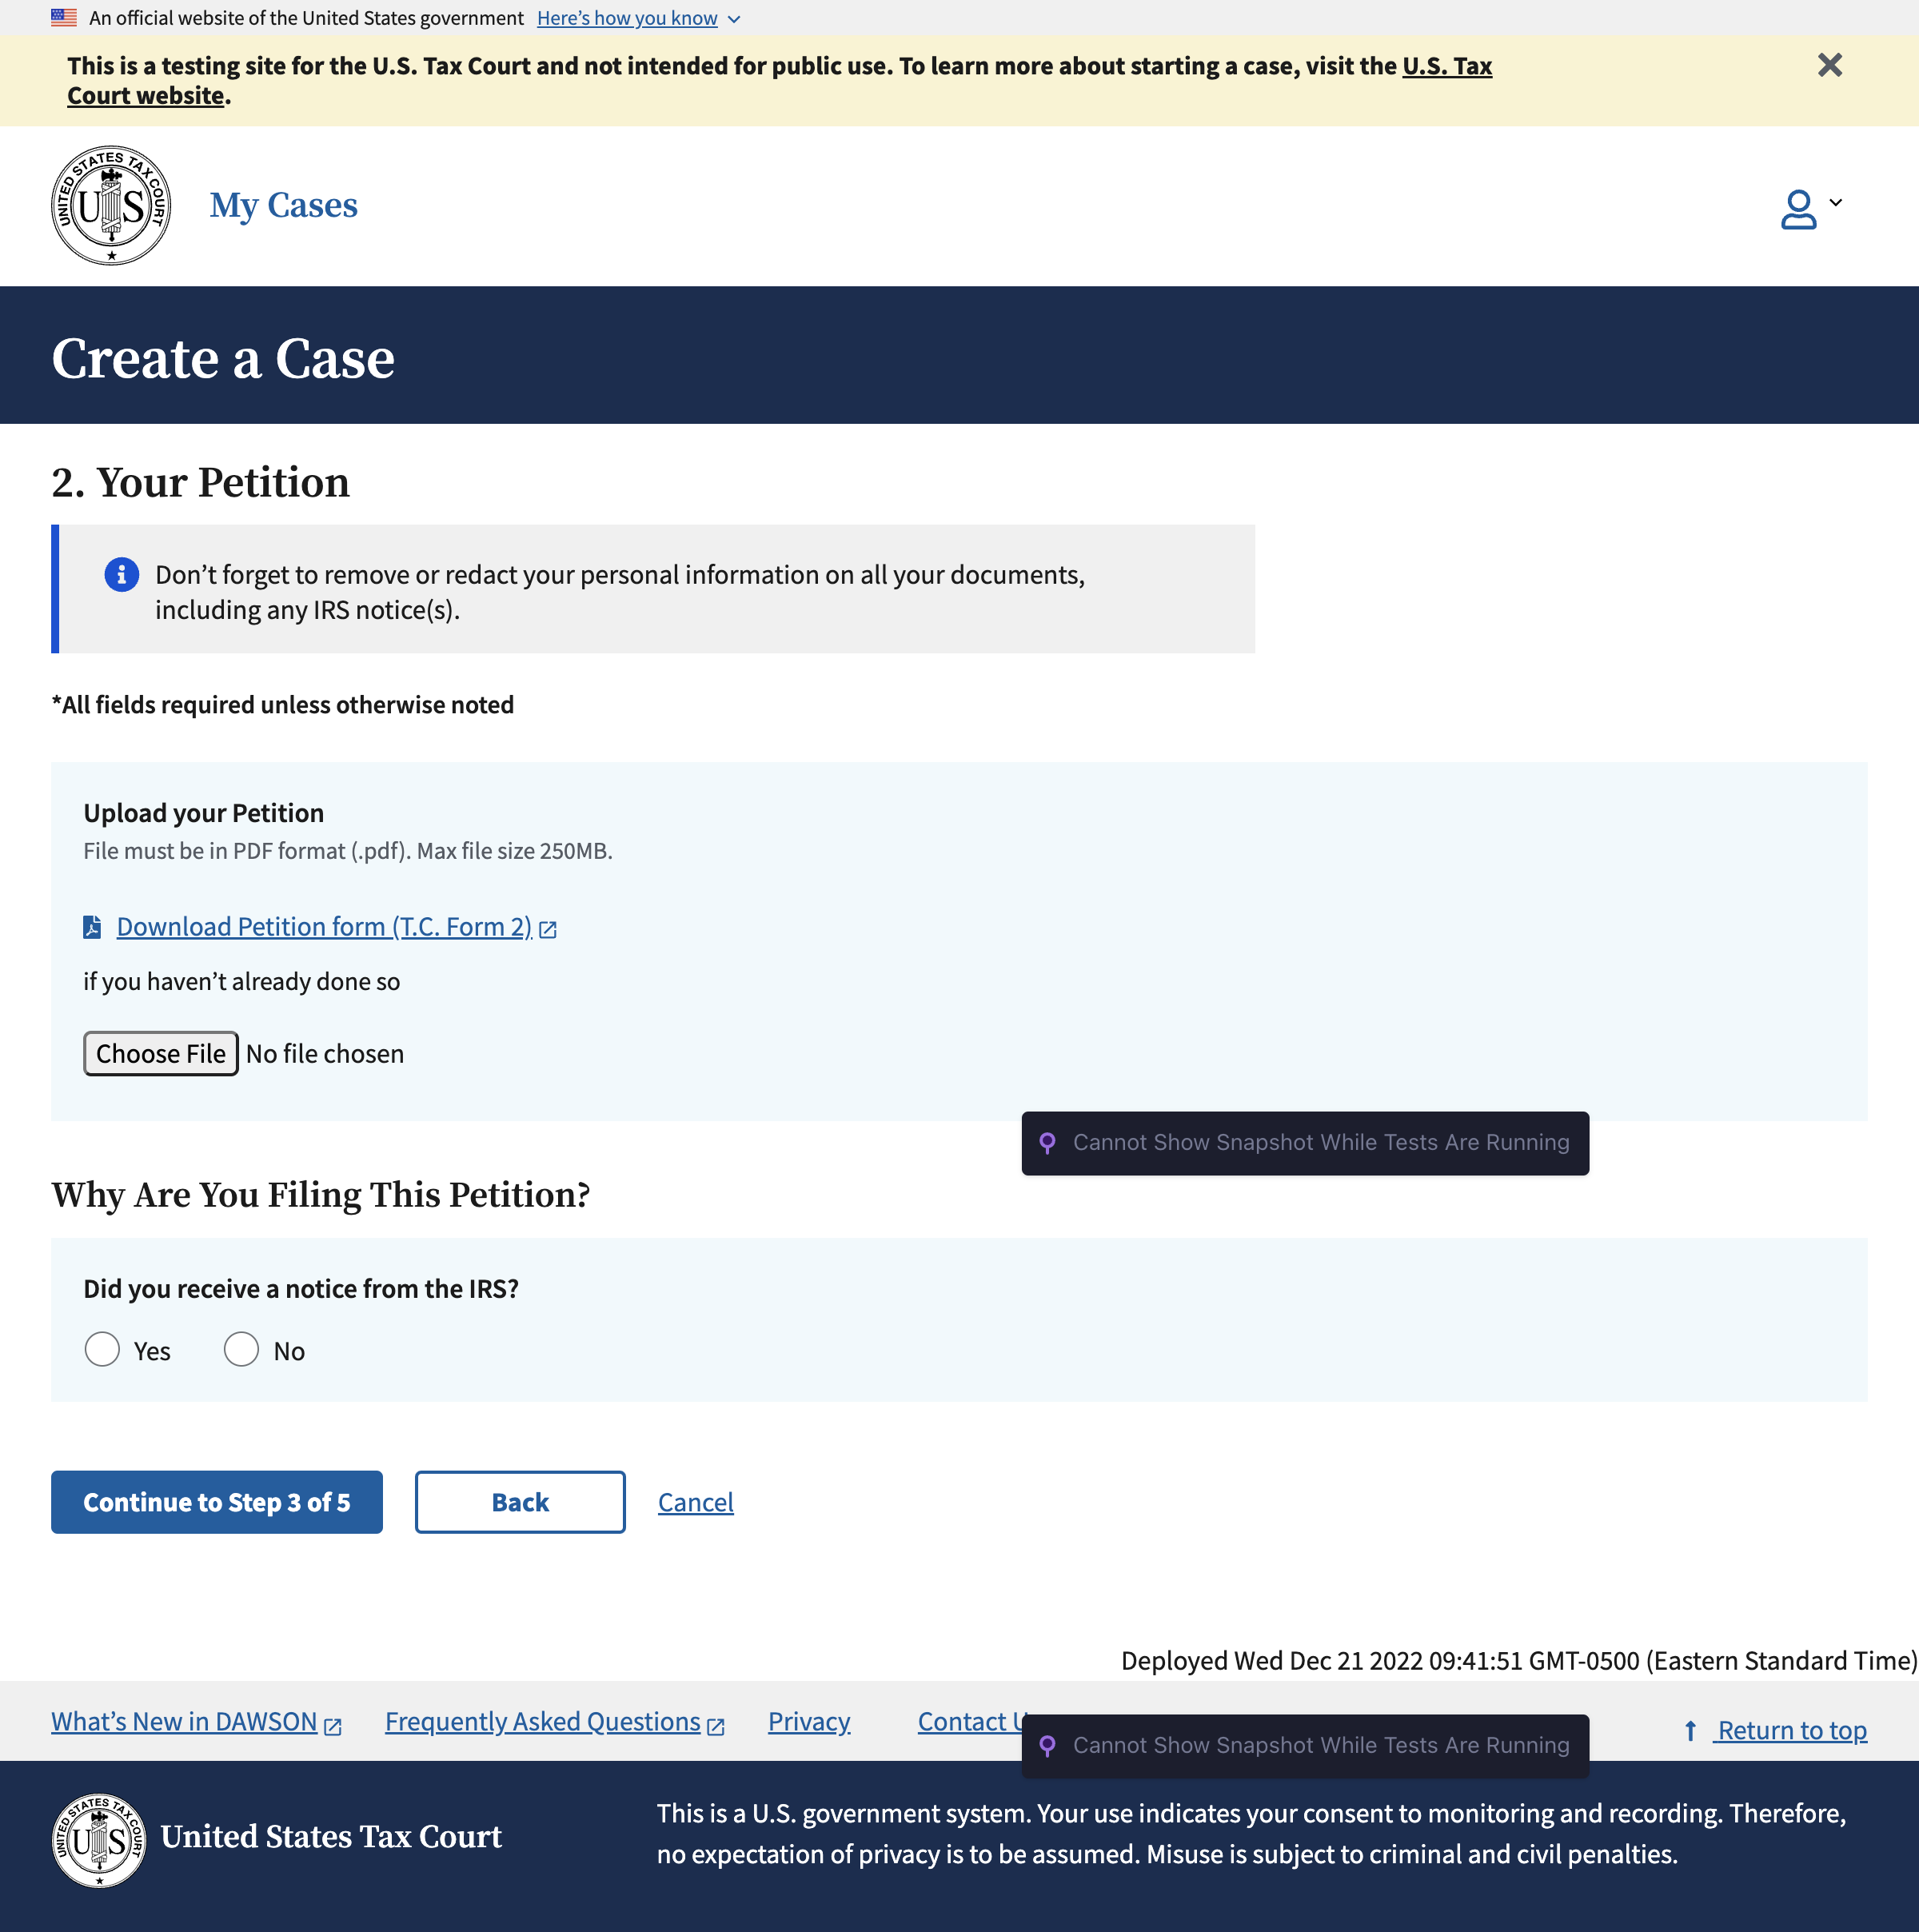 An official website of the United States government Here’s how you know
This is a testing site for the U.S. Tax Court and not intended for public use. To learn more about starting a case, visit the U.S. Tax
Court website.
UNITED STATES TAX COURT
US
My Cases
Create a Case
2. Your Petition
Don’t forget to remove or redact your personal information on all your documents,
including any IRS notice(s).
*All fields required unless otherwise noted
Upload your Petition
File must be in PDF format (.pdf). Max file size 250MB.
Download Petition form (T.C. Form 2)
if you haven’t already done so
Choose File No file chosen
Cannot Show Snapshot While Tests Are Running
Why Are You Filing This Petition?
Did you receive a notice from the IRS?
Yes No
Continue to Step 3 of 5 Back Cancel
Deployed Wed Dec 21 2022 09:41:51 GMT-0500 (Eastern Standard Time)
What’s New in DAWSON Frequently Asked Questions Privacy Contact U
Cannot Show Snapshot While Tests Are Running
Return to top
UNITED STATES TAX COURT
US
United States Tax Court
This is a U.S. government system. Your use indicates your consent to monitoring and recording. Therefore,
no expectation of privacy is to be assumed. Misuse is subject to criminal and civil penalties.